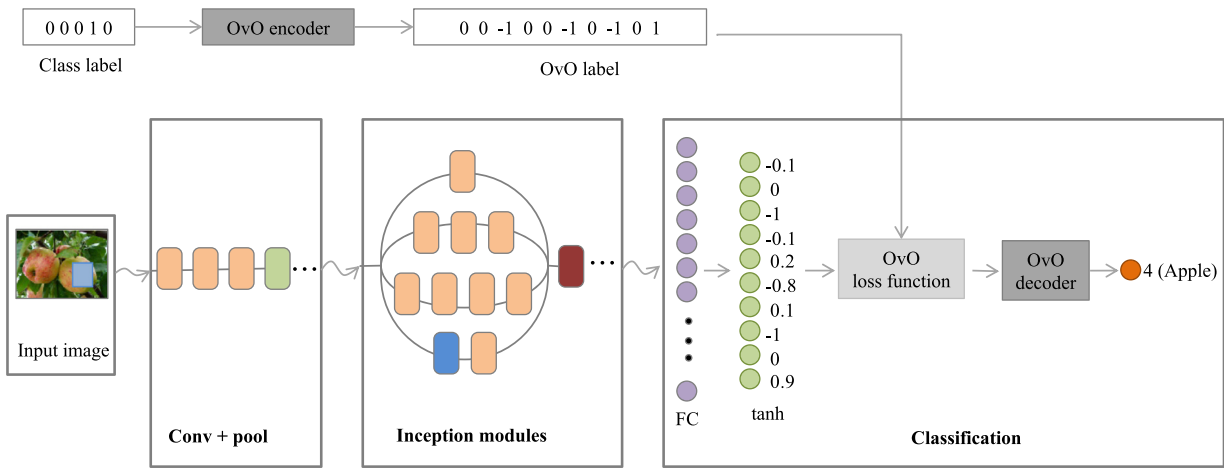 0 0 0 1 0
OvO encoder
0 0 -1 0 0 -1 0 -1 0 1
Class label
OvO label
Input image
Conv + pool
Inception modules
FC
-0.1
0
-1
-0.1
0.2
-0.8
0.1
-1
0
0.9
tanh
OvO
loss function
OvO
decoder
4 (Apple)
Classification